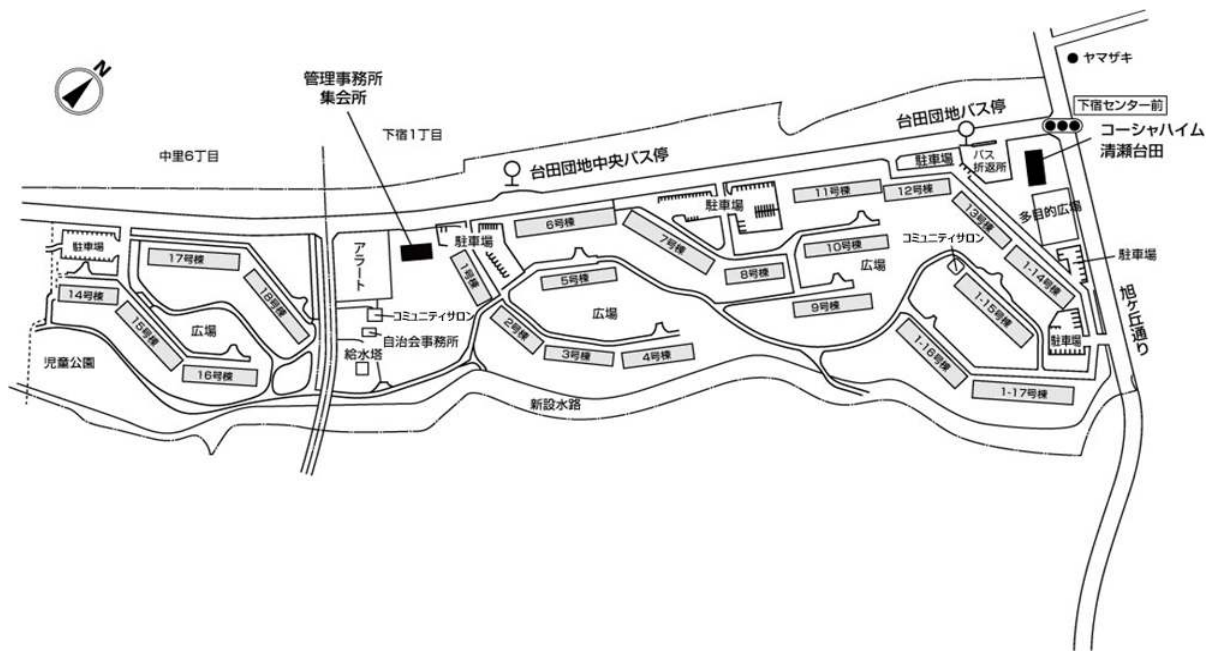 N
管理事務所
集会所
中里6丁目
下宿1丁目
台田団地中央バス停
台田団地バス停
ヤマザキ
下宿センター前
コーシャハイム
清瀬台田
バス
折返所
駐車場
多目的広場
駐車場
旭ケ丘通り
11号棟
12号棟
13号棟
1-14号棟
コミュニティサロン
1-15号棟
駐車場
1-16号棟
1-17号棟
10号棟
広場
9号棟
8号棟
駐車場
7号棟
6号棟
5号棟
広場
駐車場
1号棟
2号棟
3号棟
4号棟
アラート
コミュニティサロン
自治会事務所
給水塔
新設水路
駐車場
17号棟
18号棟
14号棟
15号棟
広場
16号棟
児童公園